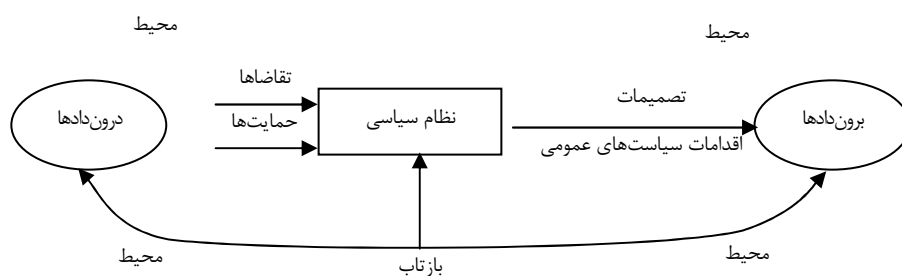 محیط
محیط
تقاضاها
تصمیمات
درون‌دادها
نظام سیاسی
برون‌دادها
حمایت‌ها
اقدامات سیاست‌های عمومی
محیط
محیط
بازتاب